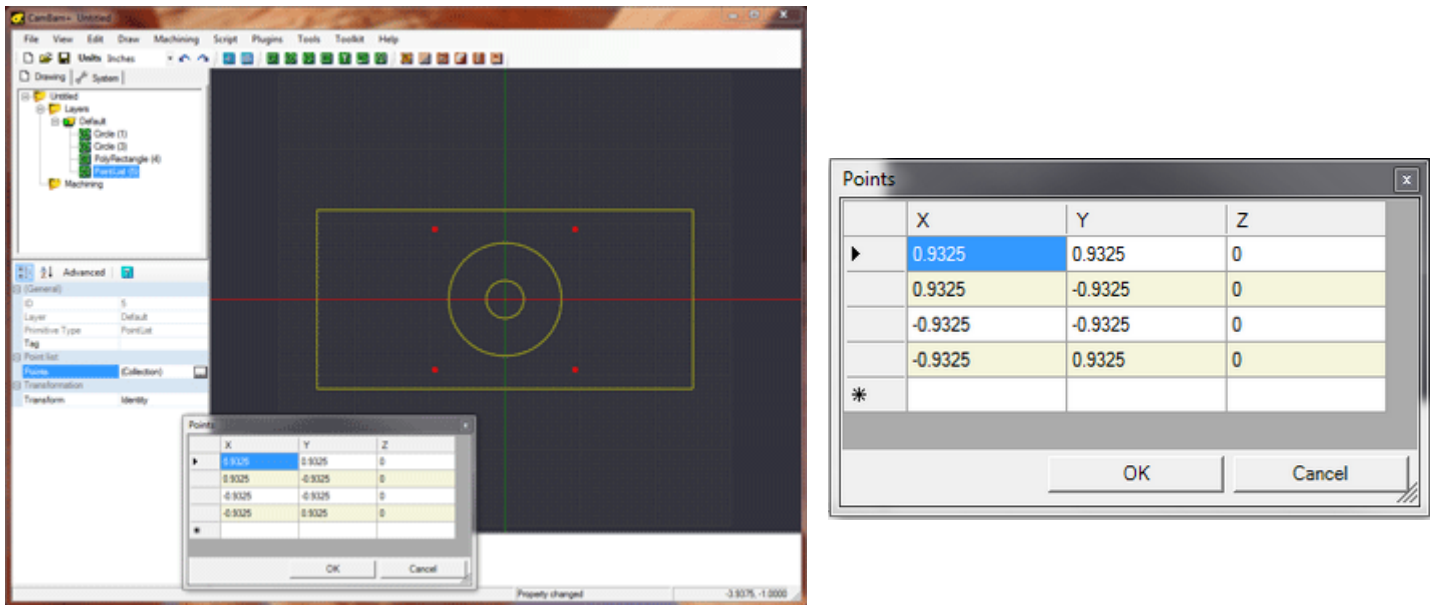 CamBam+ Untitled
File View Edit Draw Machining Script Plugins Tools Toolkit Help
Units Inches
Drawing System
Untitled
Layers
Default
Circle (1)
Circle (3)
PolyRectangle (4)
PointList (5)
Machining
Advanced
(General)
ID 5
Layer Default
Primitive Type PointList
Tag
Point list
Points (Collection)
Transformation
Transform Identity
Points
X Y Z
0.9325 0.9325 0
0.9325 -0.9325 0
-0.9325 -0.9325 0
-0.9325 0.9325 0
OK Cancel
Property changed -3.9375, -1.0000
Points
X Y Z
0.9325 0.9325 0
0.9325 -0.9325 0
-0.9325 -0.9325 0
-0.9325 0.9325 0
OK Cancel